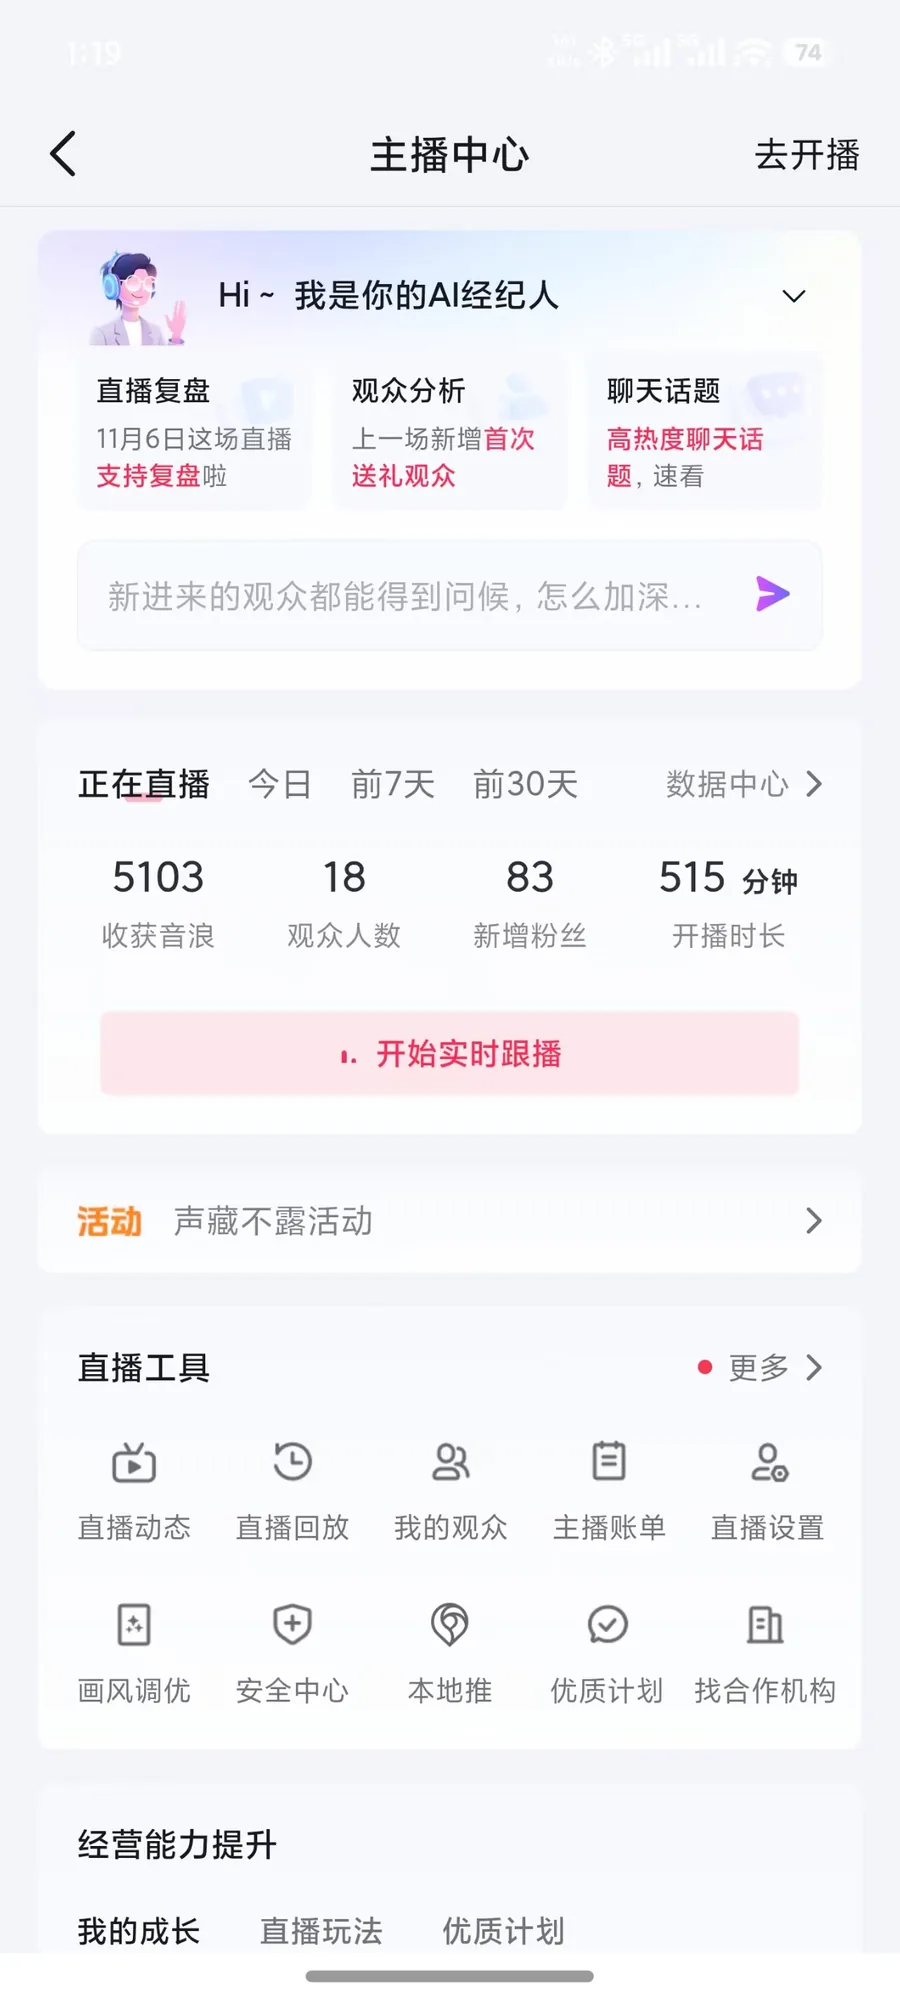 1:19
74
主播中心
去开播
Hi ~ 我是你的AI经纪人
直播复盘
11月6日这场直播
支持复盘啦
观众分析
上一场新增首次
送礼观众
聊天话题
高热度聊天话
题，速看
新进来的观众都能得到问候，怎么加深...
正在直播 今日 前7天 前30天 数据中心
5103 18 83 515 分钟
收获音浪 观众人数 新增粉丝 开播时长
开始实时跟播
活动 声藏不露活动
直播工具 更多
直播动态 直播回放 我的观众 主播账单 直播设置
画风调优 安全中心 本地推 优质计划 找合作机构
经营能力提升
我的成长 直播玩法 优质计划